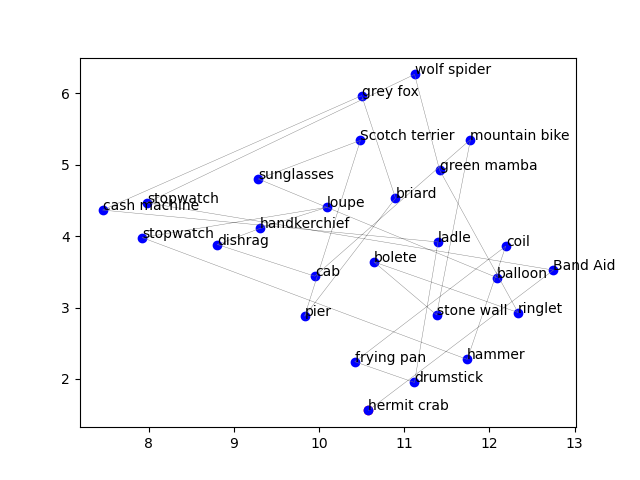 wolf spider
grey fox
6
Scotch terrier
mountain bike
green mamba
5
sunglasses
briard
stopwatch
cash machine
loupe
handkerchief
4
stopwatch
dishrag
ladle
coil
bolete
cab
balloon
Band Aid
3
pier
stone wall
ringlet
frying pan
hammer
2
drumstick
hermit crab
8 9 10 11 12 13